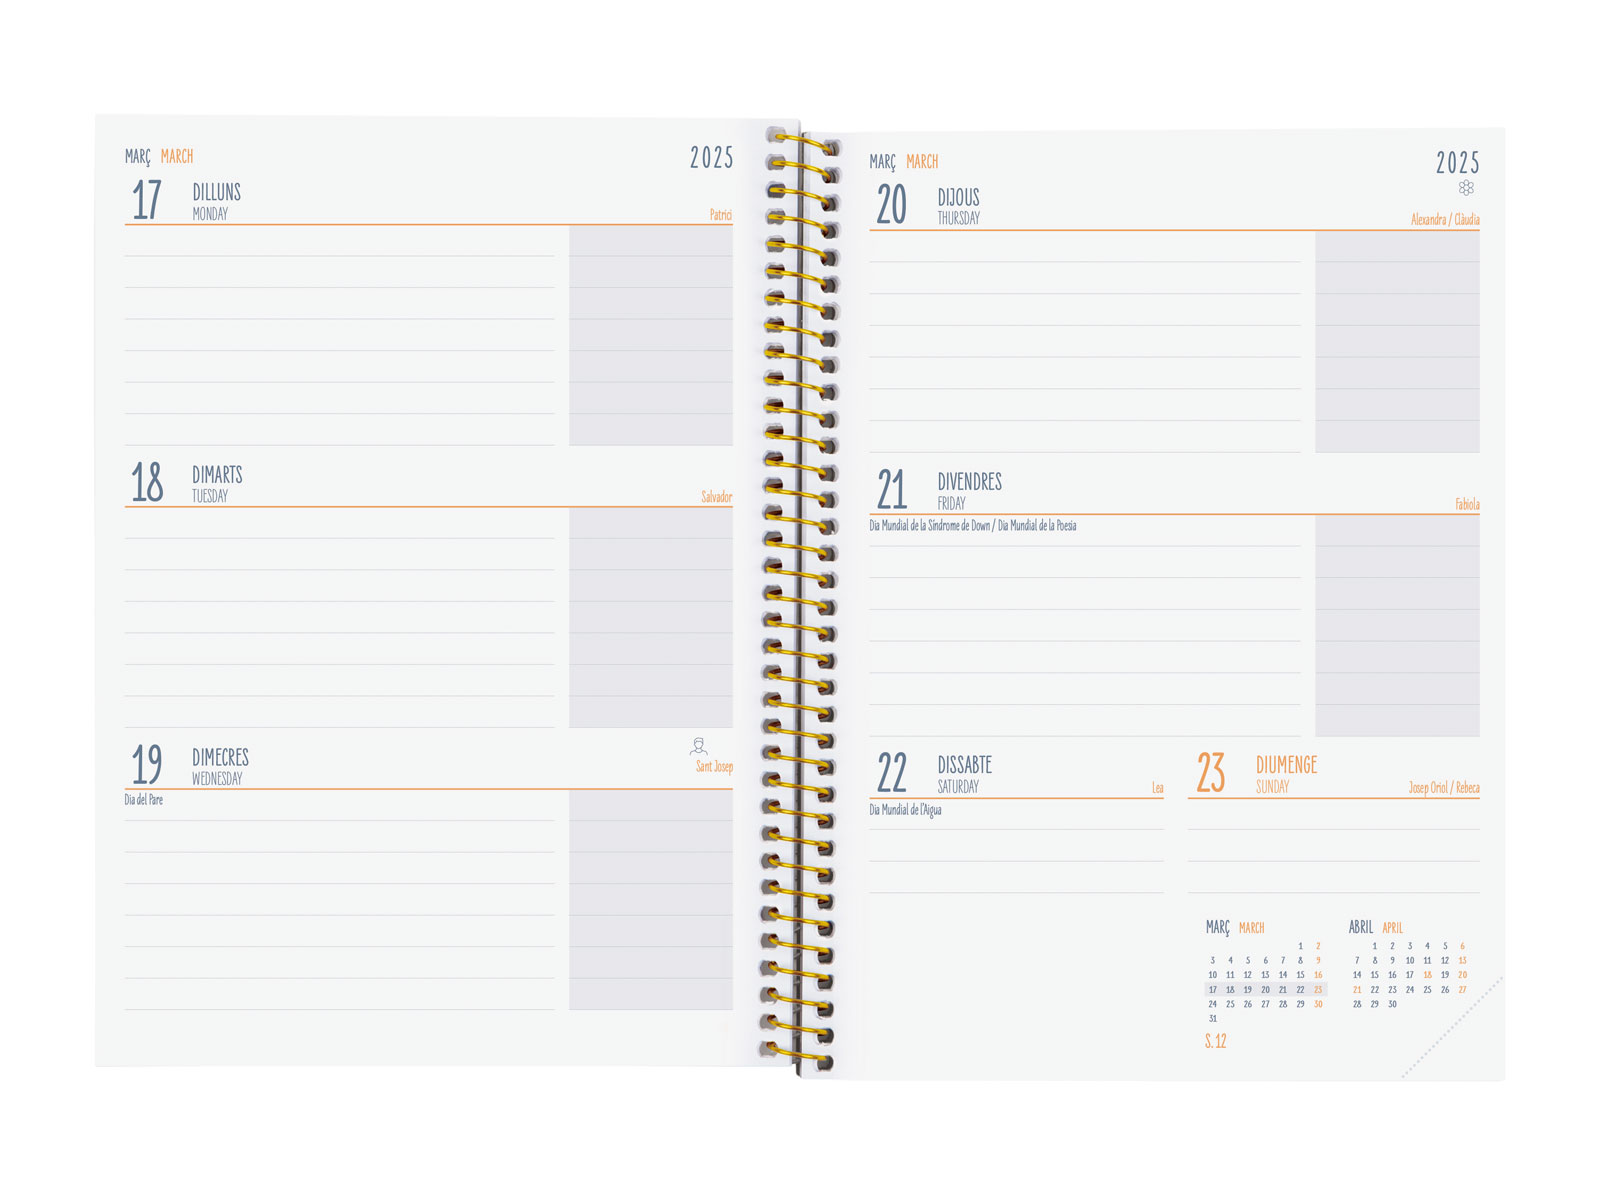 MARÇ MARCH
2025
17 DILLUNS
MONDAY
Patrici
18 DIMARTS
TUESDAY
Salvador
19 DIMECRES
WEDNESDAY
Sant Josep
Dia del Pare
MARÇ MARCH
2025
20 DIJOUS
THURSDAY
Alexandra / Clàudia
21 DIVENDRES
FRIDAY
Fabiola
Dia Mundial de la Síndrome de Down / Dia Mundial de la Poesia
22 DISSABTE
SATURDAY
Lea
Dia Mundial de l'Aigua
23 DIUMENGE
SUNDAY
Josep Oriol / Rebeca
MARÇ MARCH
1 2
3 4 5 6 7 8 9
10 11 12 13 14 15 16
17 18 19 20 21 22 23
24 25 26 27 28 29 30
31
S. 12
ABRIL APRIL
1 2 3 4 5 6
7 8 9 10 11 12 13
14 15 16 17 18 19 20
21 22 23 24 25 26 27
28 29 30